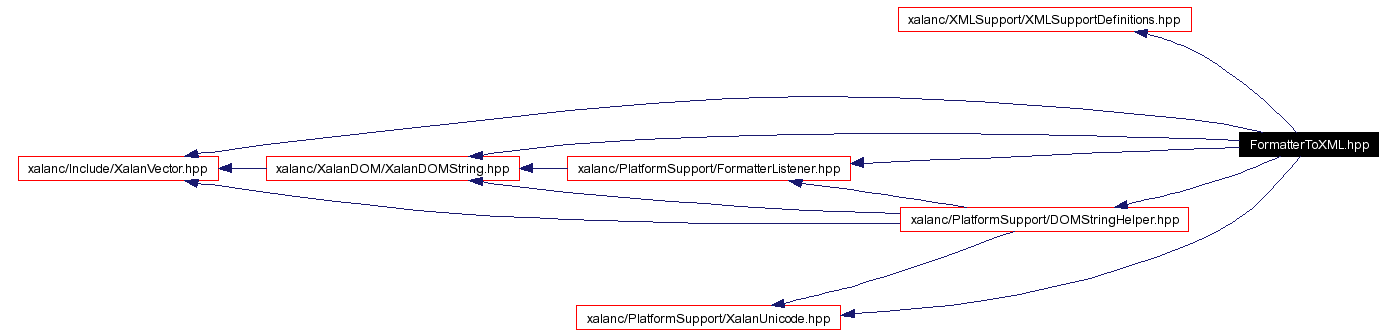 xalanc/XMLSupport/XMLSupportDefinitions.hpp
FormatterToXML.hpp
xalanc/Include/XalanVector.hpp
xalanc/XalanDOM/XalanDOMString.hpp
xalanc/PlatformSupport/FormatterListener.hpp
xalanc/PlatformSupport/DOMStringHelper.hpp
xalanc/PlatformSupport/XalanUnicode.hpp